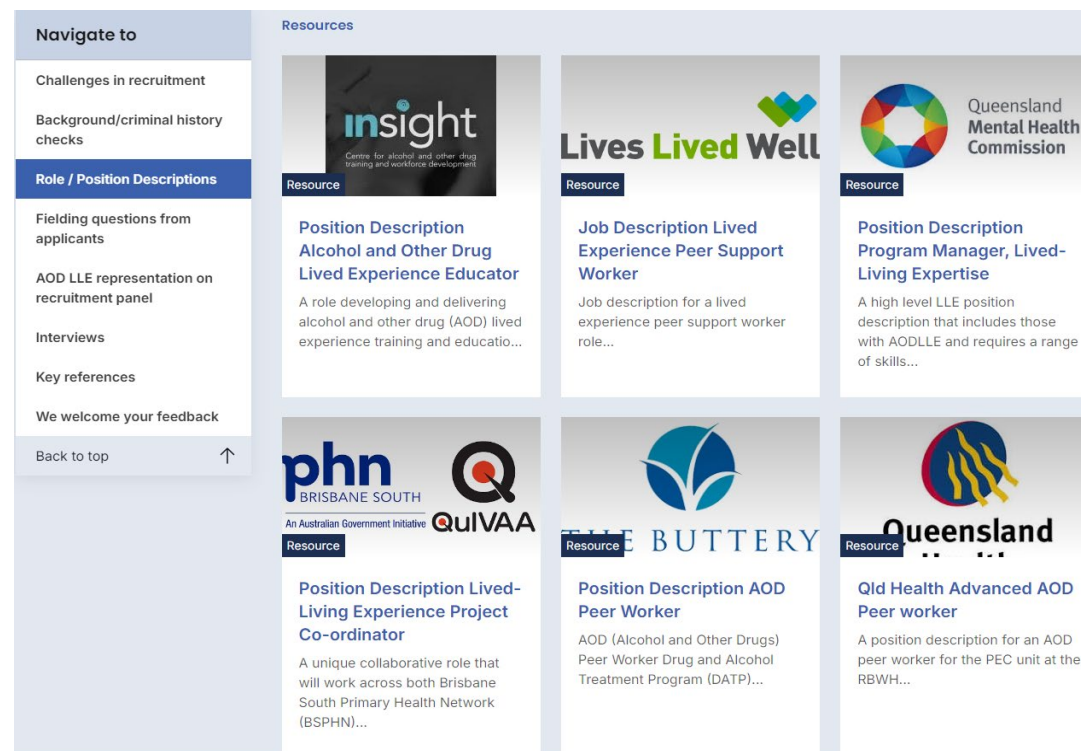 Navigate to
Challenges in recruitment
Background/criminal history
checks
Role / Position Descriptions
Fielding questions from
applicants
AOD LLE representation on
recruitment panel
Interviews
Key references
We welcome your feedback
Back to top
Resources
insight
Centre for alcohol and other drug
training and workforce development
Resource
Position Description
Alcohol and Other Drug
Lived Experience Educator
A role developing and delivering
alcohol and other drug (AOD) lived
experience training and educatio...
Lives Lived Well
Resource
Job Description Lived
Experience Peer Support
Worker
Job description for a lived
experience peer support worker
role...
Queensland
Mental Health
Commission
Resource
Position Description
Program Manager, Lived-
Living Expertise
A high level LLE position
description that includes those
with AODLLE and requires a range
of skills...
phn
BRISBANE SOUTH
An Australian Government Initiative
QuIVAA
Resource
Position Description Lived-
Living Experience Project
Co-ordinator
A unique collaborative role that
will work across both Brisbane
South Primary Health Network
(BSPHN)...
BUTTERY
Resource
Position Description AOD
Peer Worker
AOD (Alcohol and Other Drugs)
Peer Worker Drug and Alcohol
Treatment Program (DATP)...
Queensland
Resource
Qld Health Advanced AOD
Peer worker
A position description for an AOD
peer worker for the PEC unit at the
RBWH...